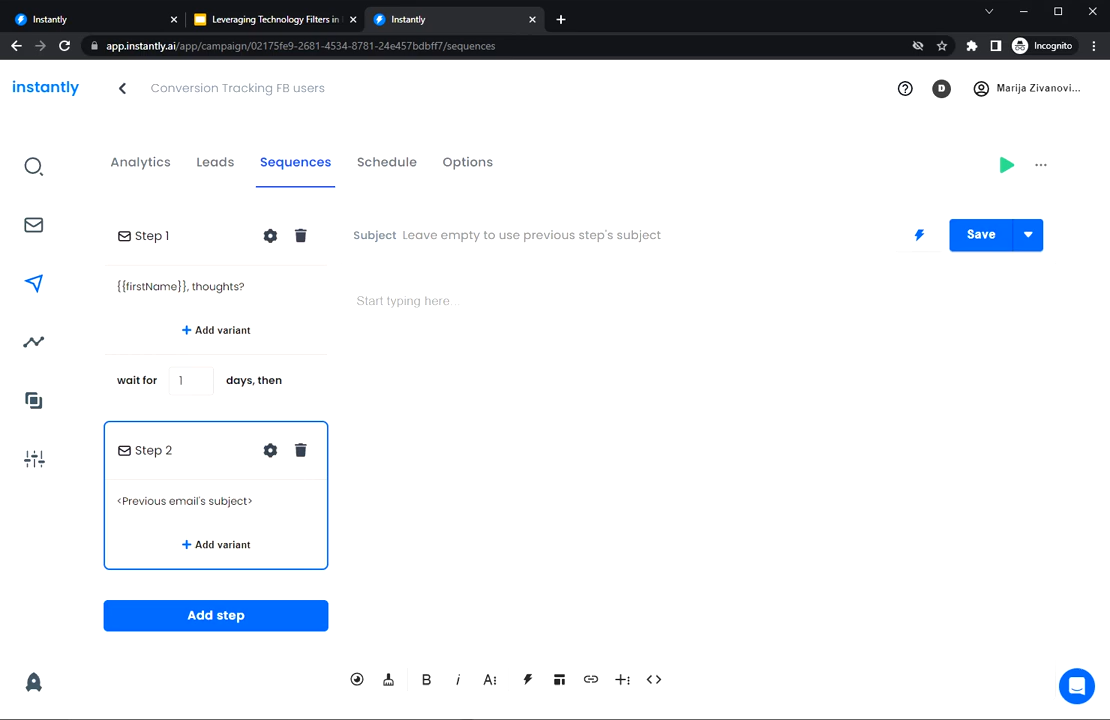 Instantly
Leveraging Technology Filters in
Instantly
app.instantly.ai/app/campaign/02175fe9-2681-4534-8781-24e457bdbff7/sequences
Incognito
instantly
Conversion Tracking FB users
D
Marija Zivanovi...
Analytics
Leads
Sequences
Schedule
Options
Step 1
Subject Leave empty to use previous step's subject
Save
{{firstName}}, thoughts?
Start typing here...
+ Add variant
wait for 1 days, then
Step 2
<Previous email's subject>
+ Add variant
Add step
B i A